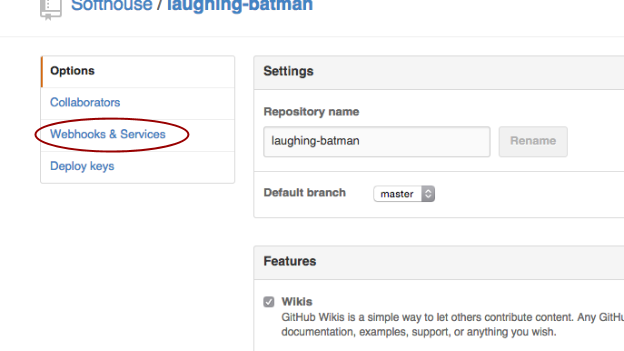 Softhouse / laughing-batman
Options
Collaborators
Webhooks & Services
Deploy keys
Settings
Repository name
laughing-batman
Rename
Default branch
master
Features
Wikis
GitHub Wikis is a simple way to let others contribute content. Any
documentation, examples, support, or anything you wish.